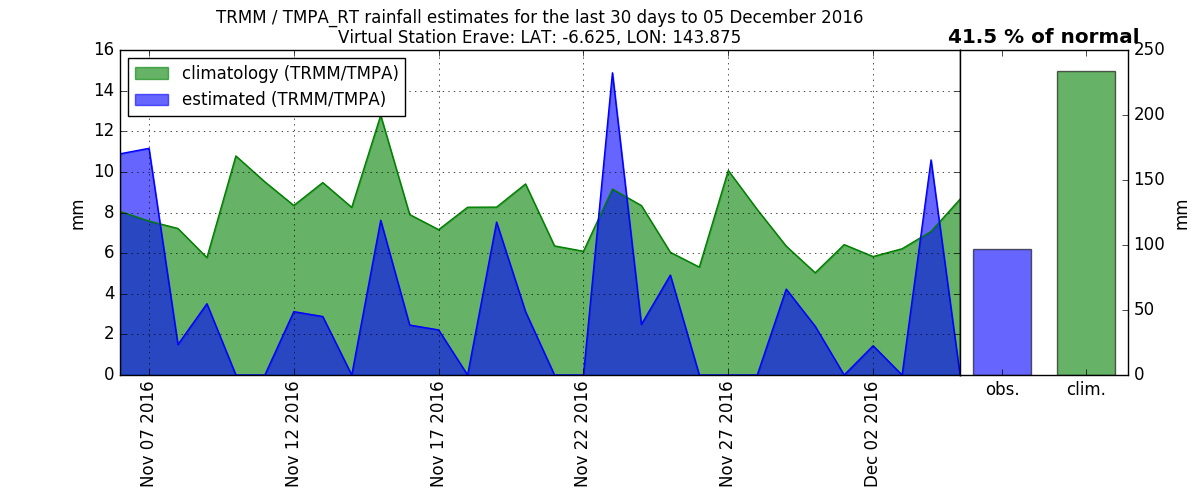 TRMM / TMPA_RT rainfall estimates for the last 30 days to 05 December 2016
Virtual Station Erave: LAT: -6.625, LON: 143.875
41.5 % of normal
climatology (TRMM/TMPA)
estimated (TRMM/TMPA)
mm
16
14
12
10
8
6
4
2
0
Nov 07 2016
Nov 12 2016
Nov 17 2016
Nov 22 2016
Nov 27 2016
Dec 02 2016
obs.
clim.
250
200
150
100
50
0
mm